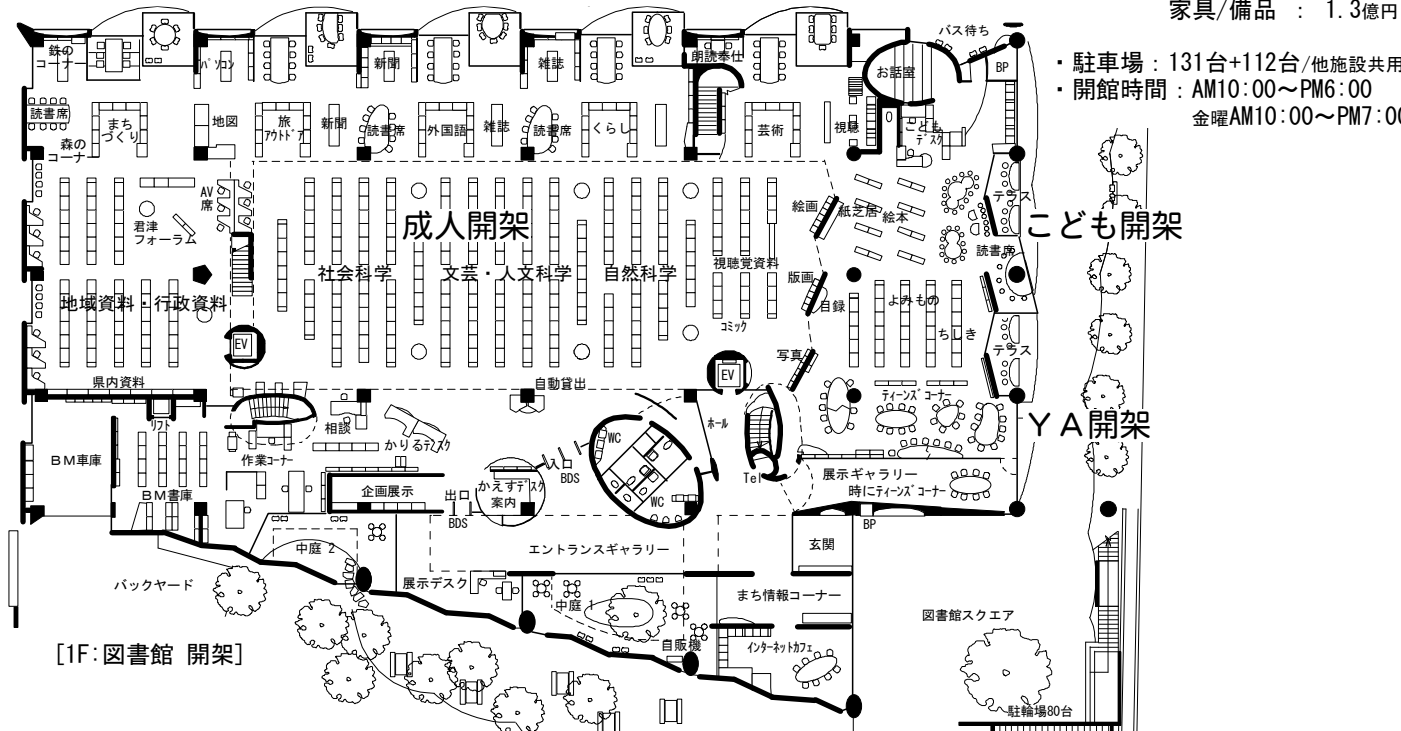 家具/備品 : 1.3億円
・駐車場：131台+112台/他施設共用
・開館時間：AM10:00〜PM6:00
金曜AM10:00〜PM7:00
バス待ち
鉄の
コーナー
パソコン
新聞
雑誌
朗読奉仕
お話室
BP
読書席
まち
づくり
地図
旅
アウトドア
新聞
読書席
外国語
雑誌
読書席
くらし
芸術
視聴
こども
デスク
森の
コーナー
AV
席
君津
フォーラム
成人開架
絵画
紙芝居
絵本
テラス
こども開架
社会科学
文芸・人文科学
自然科学
視聴覚資料
版画
目録
読書席
地域資料・行政資料
よみもの
コミック
ちしき
EV
写真
テラス
県内資料
自動貸出
EV
ティーンズコーナー
リフト
相談
かりるデスク
ホール
YA開架
BM車庫
作業コーナー
WC
入口
BDS
Tel
展示ギャラリー
時にティーンズコーナー
BM書庫
企画展示
出口
BDS
かえすデスク
案内
WC
BP
中庭 2
エントランスギャラリー
玄関
バックヤード
展示デスク
中庭 1
まち情報コーナー
図書館スクエア
自販機
インターネットカフェ
[1F:図書館 開架]
駐輪場80台